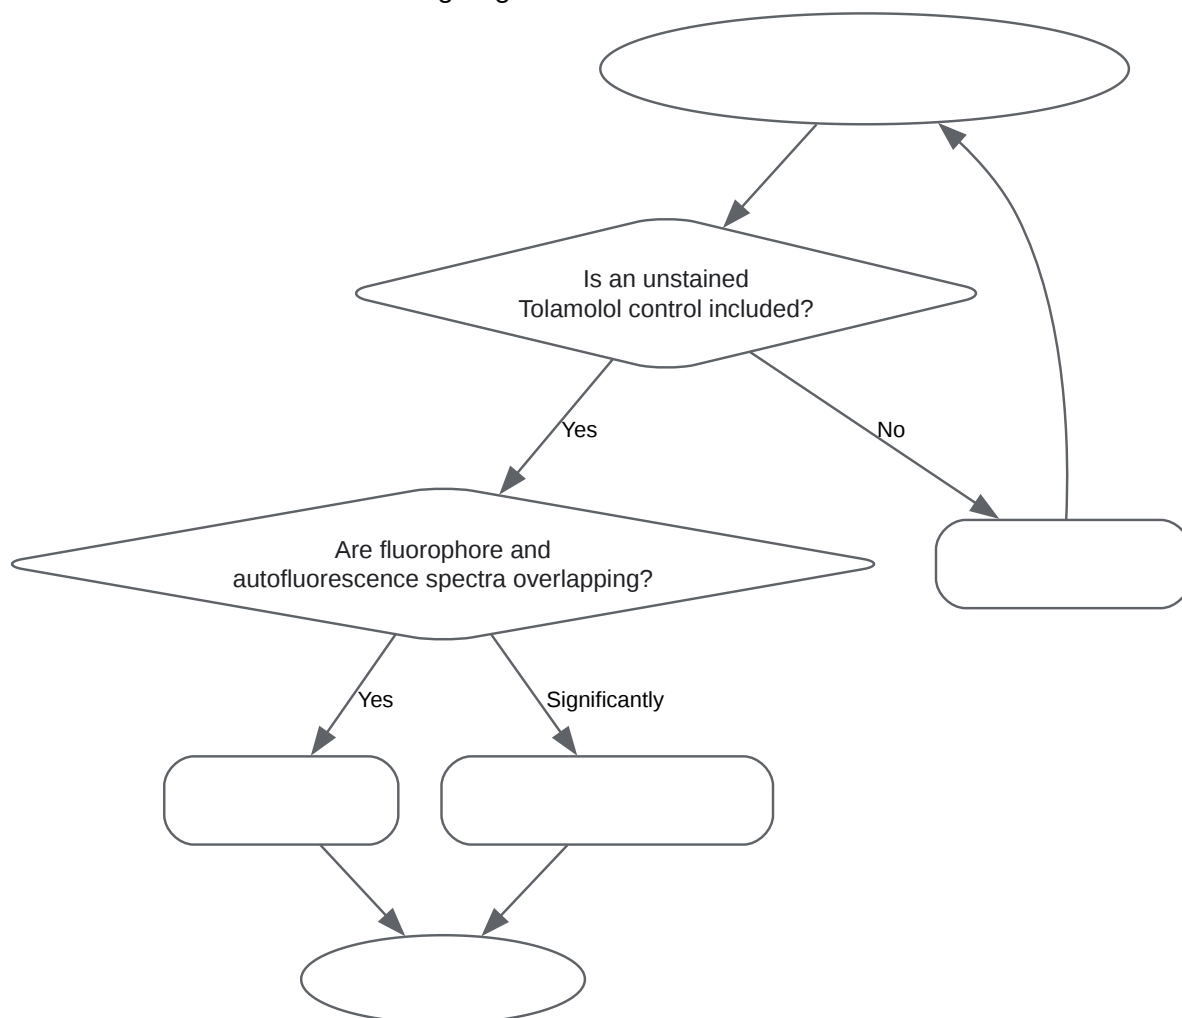 Is an unstained
Tolamolol control included?
Yes
No
Are fluorophore and
autofluorescence spectra overlapping?
Yes
Significantly